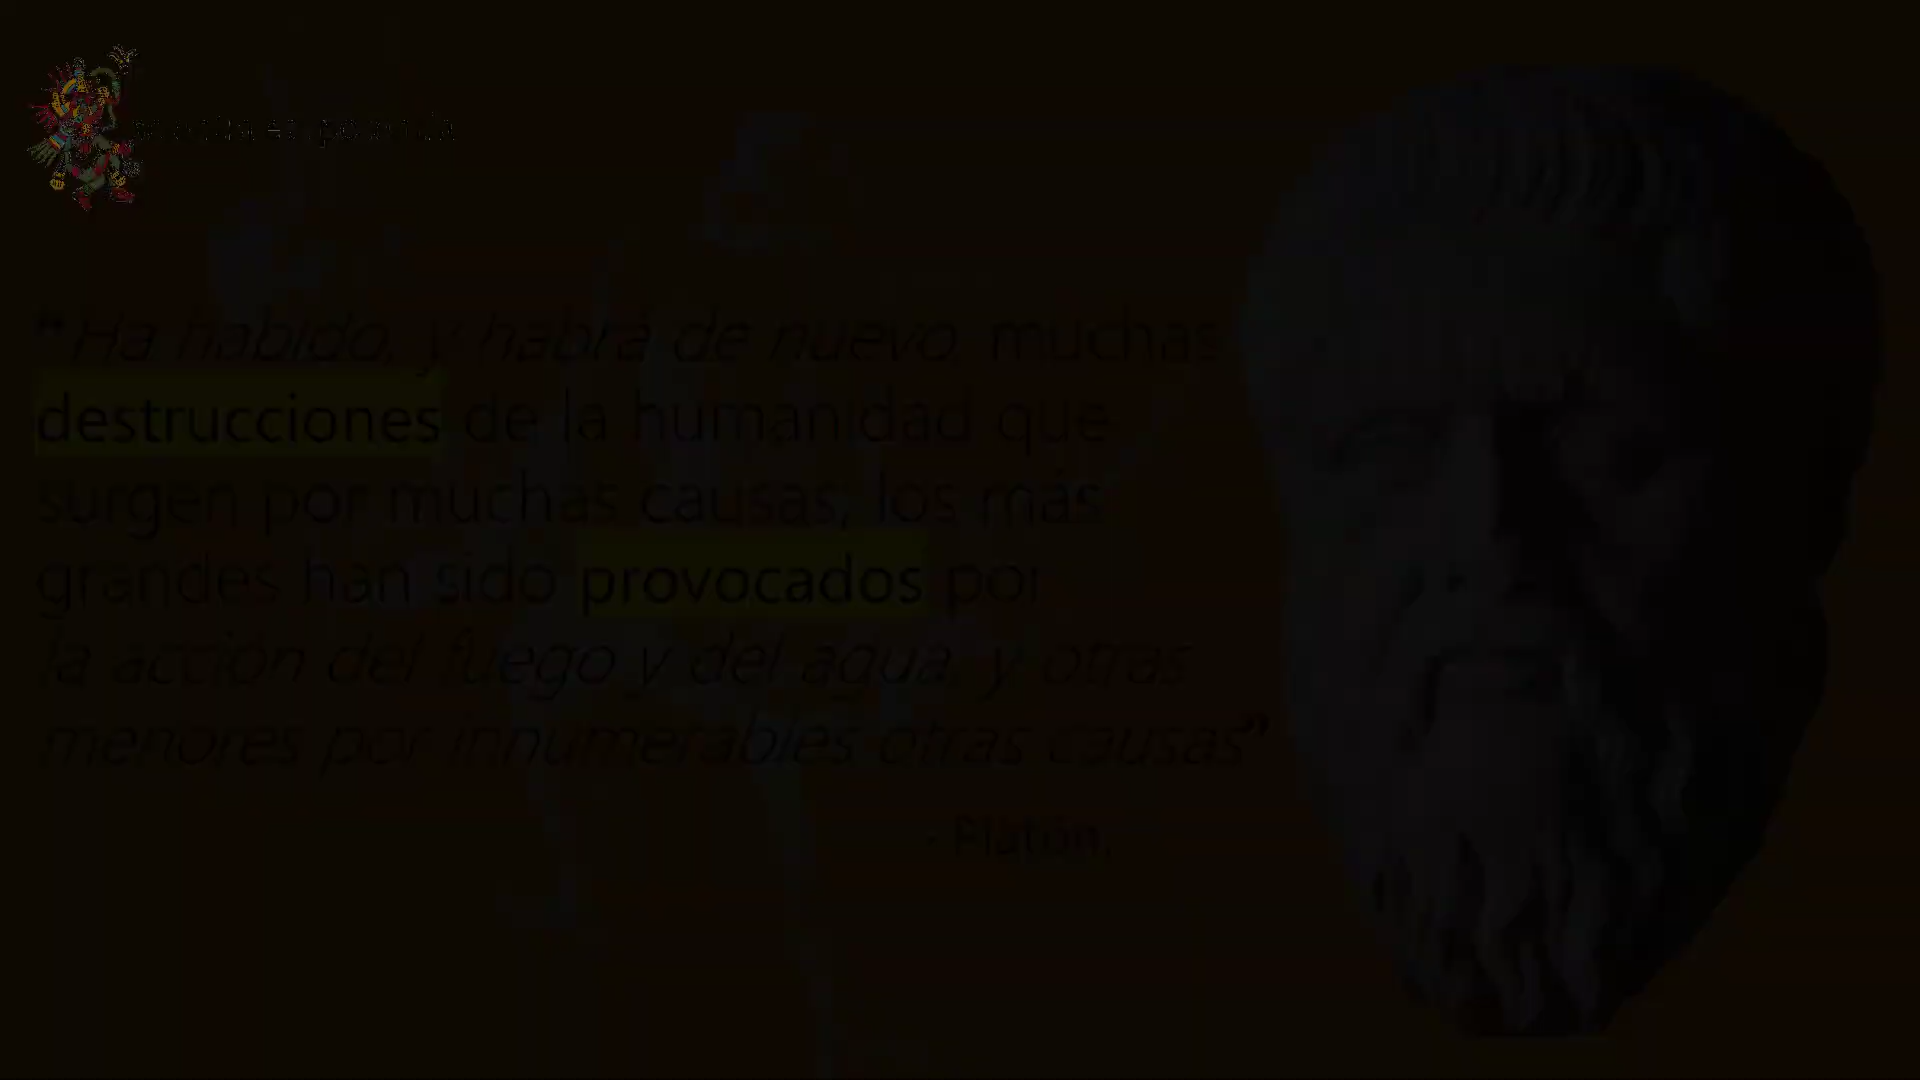 "Ha habido, y habrá de nuevo, muchas
destrucciones de la humanidad que
surgen por muchas causas, los más
grandes han sido provocados por
la acción del fuego y del agua, y otras
menores por innumerables otras causas"
- Platón.